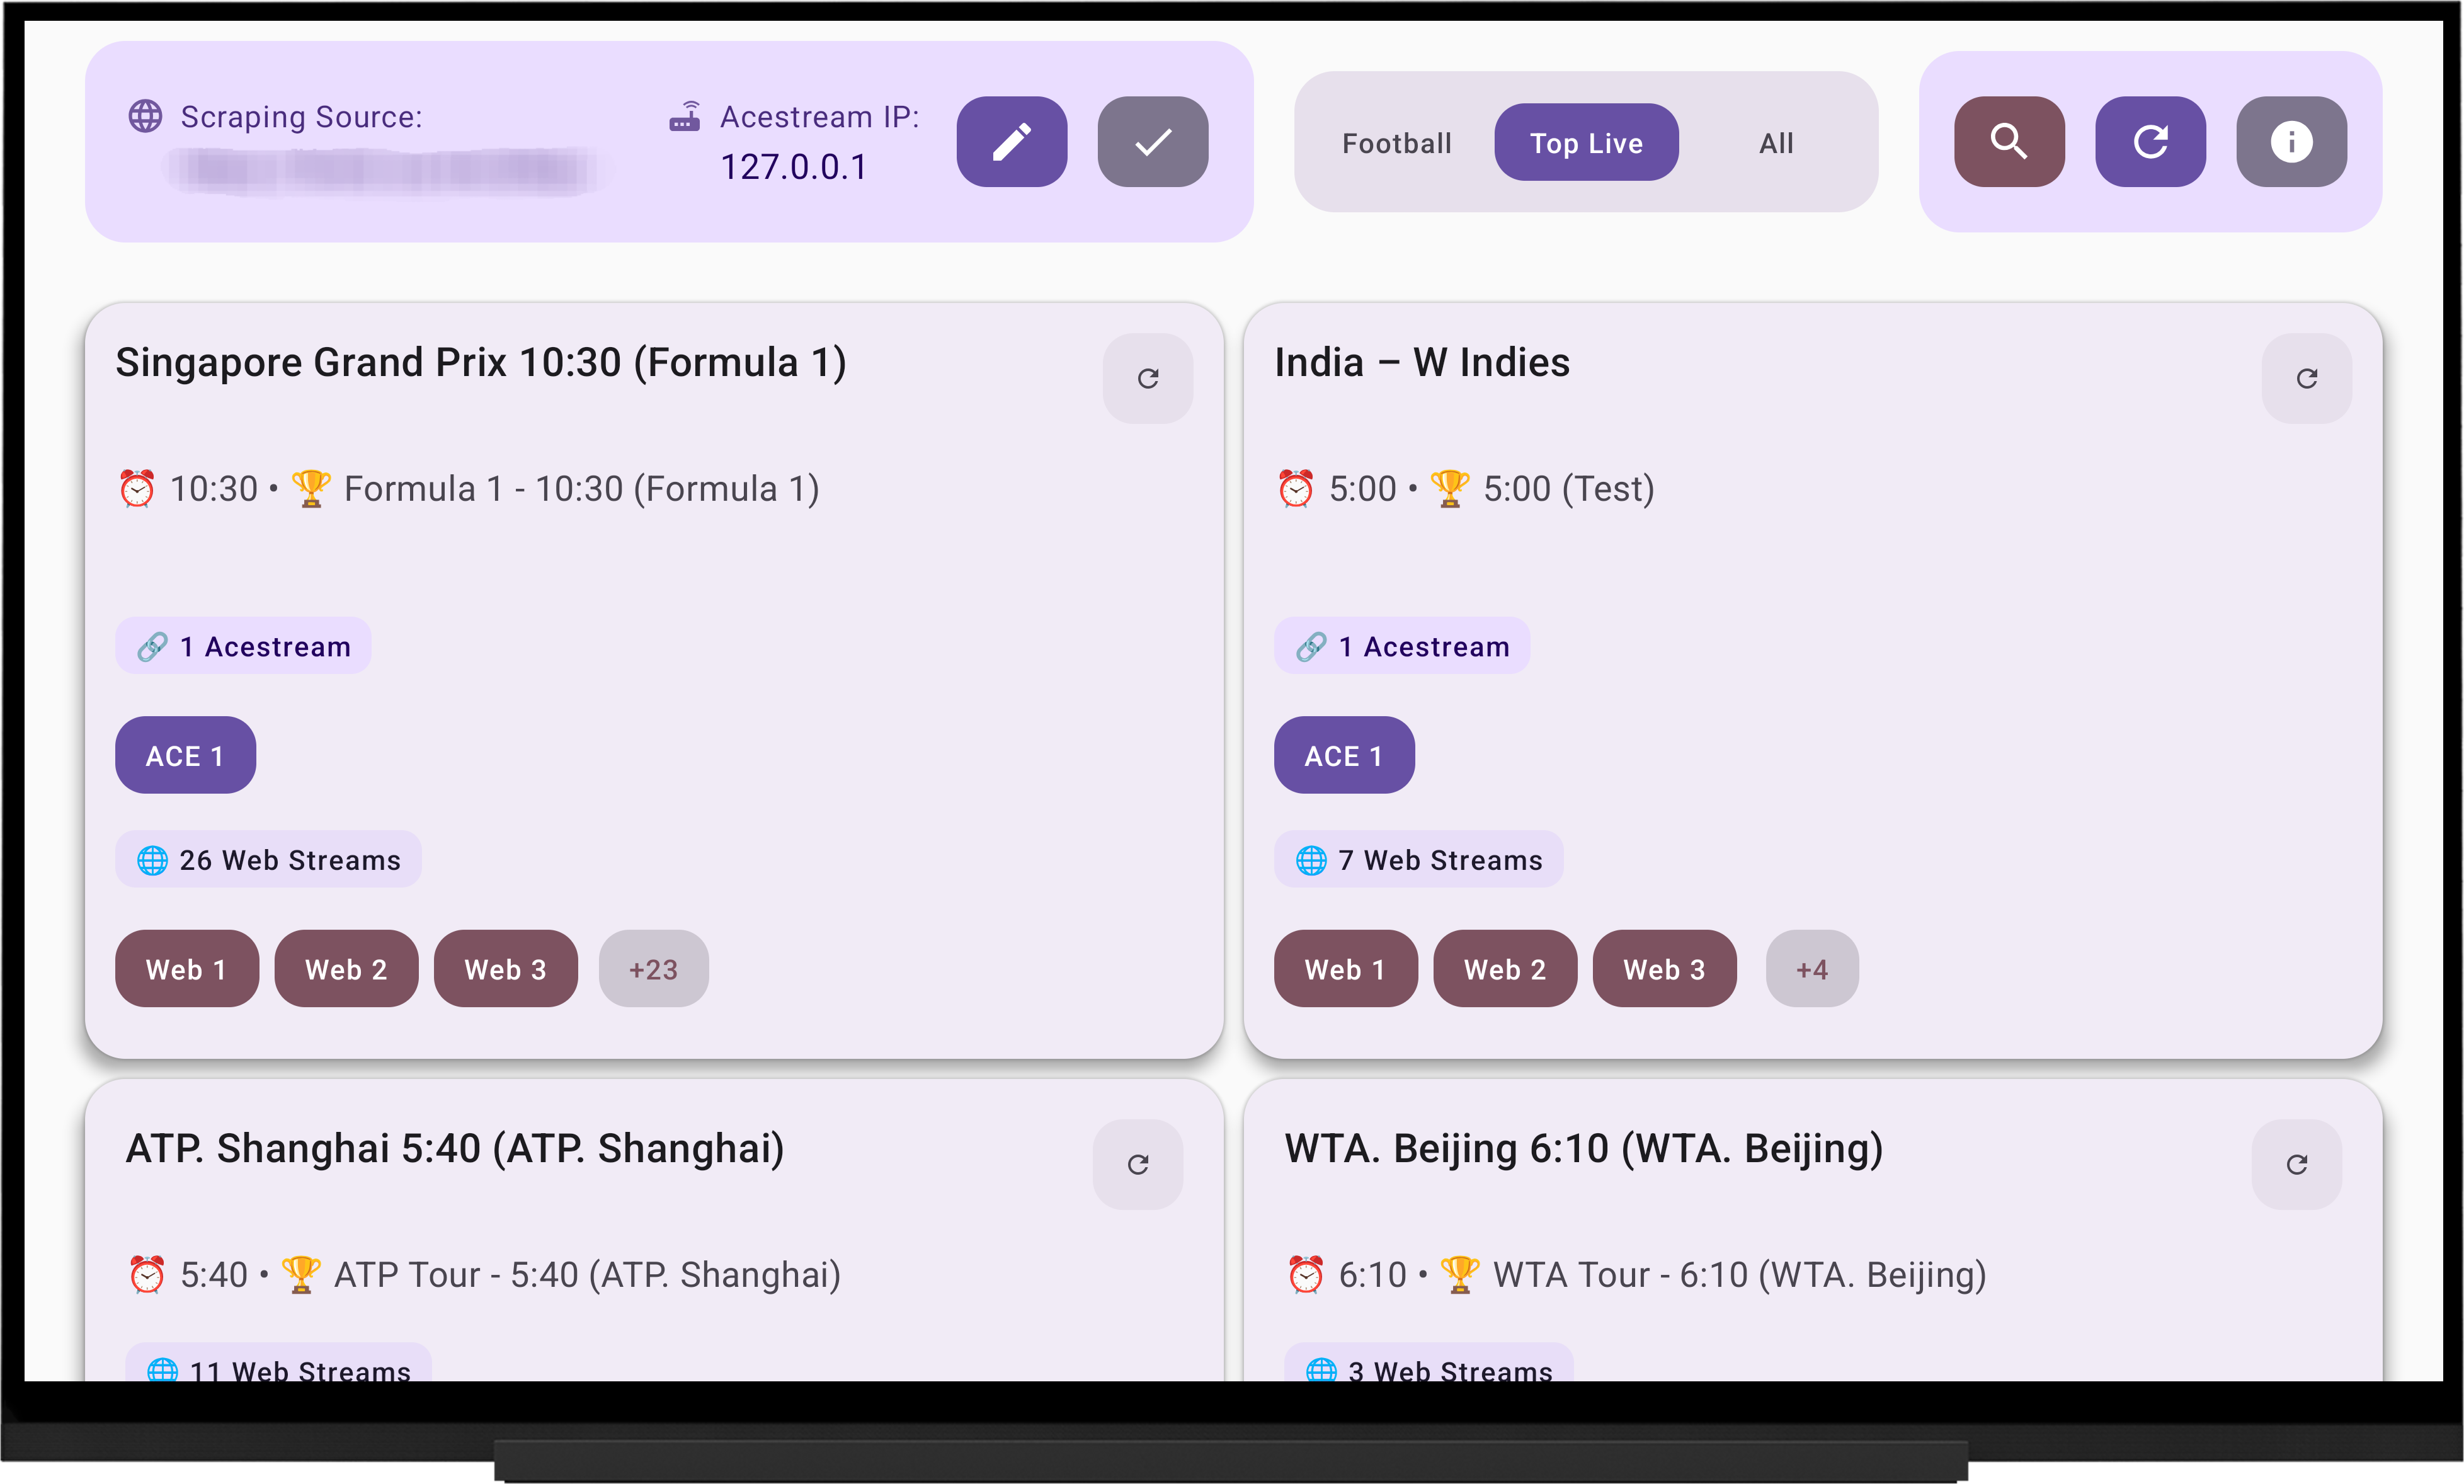 Scraping Source:
Acestream IP:
127.0.0.1
Football
Top Live
All
Singapore Grand Prix 10:30 (Formula 1)
⏰ 10:30 • 🏆 Formula 1 - 10:30 (Formula 1)
🔗 1 Acestream
ACE 1
🌐 26 Web Streams
Web 1
Web 2
Web 3
+23
India – W Indies
⏰ 5:00 • 🏆 5:00 (Test)
🔗 1 Acestream
ACE 1
🌐 7 Web Streams
Web 1
Web 2
Web 3
+4
ATP. Shanghai 5:40 (ATP. Shanghai)
⏰ 5:40 • 🏆 ATP Tour - 5:40 (ATP. Shanghai)
🌐 11 Web Streams
WTA. Beijing 6:10 (WTA. Beijing)
⏰ 6:10 • 🏆 WTA Tour - 6:10 (WTA. Beijing)
🌐 3 Web Streams